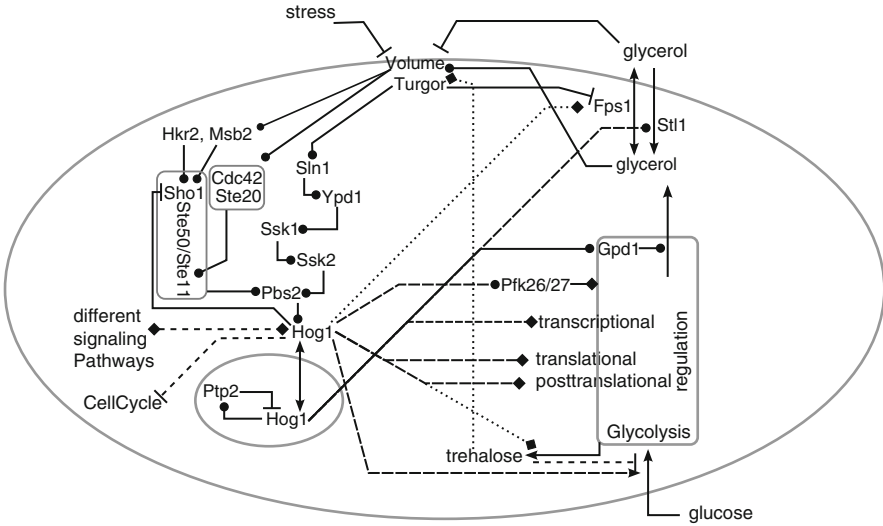 stress
glycerol
Volume
Turgor
Fps1
Stl1
Hkr2, Msb2
glycerol
Sln1
Cdc42
Ste20
Sho1
Ste50/Ste11
Ypd1
Ssk1
Ssk2
Gpd1
Pbs2
Pfk26/27
different
signaling
Pathways
Hog1
transcriptional
translational
posttranslational
regulation
CellCycle
Ptp2
Hog1
Glycolysis
trehalose
glucose